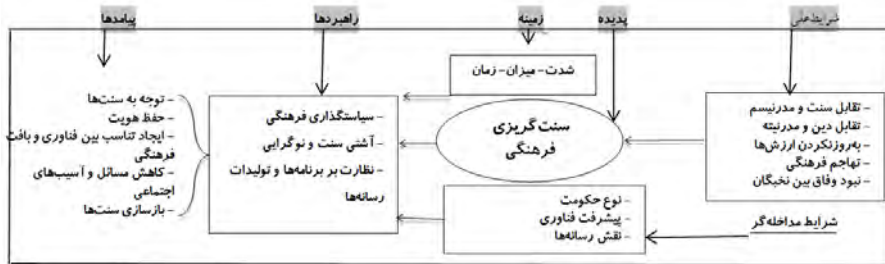 شرایط علی
پدیده
زمینه
راهبردها
پیامدها
– تقابل سنت و مدرنیسم
– تقابل دین و مدرنیته
– به‌روزنکردن ارزش‌ها
– تهاجم فرهنگی
– نبود وفاق بین نخبگان
سنت گریزی
فرهنگی
شدت- میزان- زمان
– نوع حکومت
– پیشرفت فناوری
– نقش رسانه‌ها
شرایط مداخله‌گر
– سیاستگذاری فرهنگی
– آشتی سنت و نوگرایی
– نظارت بر برنامه‌ها و تولیدات
رسانه‌ها
– توجه به سنت‌ها
– حفظ هویت
– ایجاد تناسب بین فناوری و بافت
فرهنگی
– کاهش مسائل و آسیب‌های
اجتماعی
– بازسازی سنت‌ها